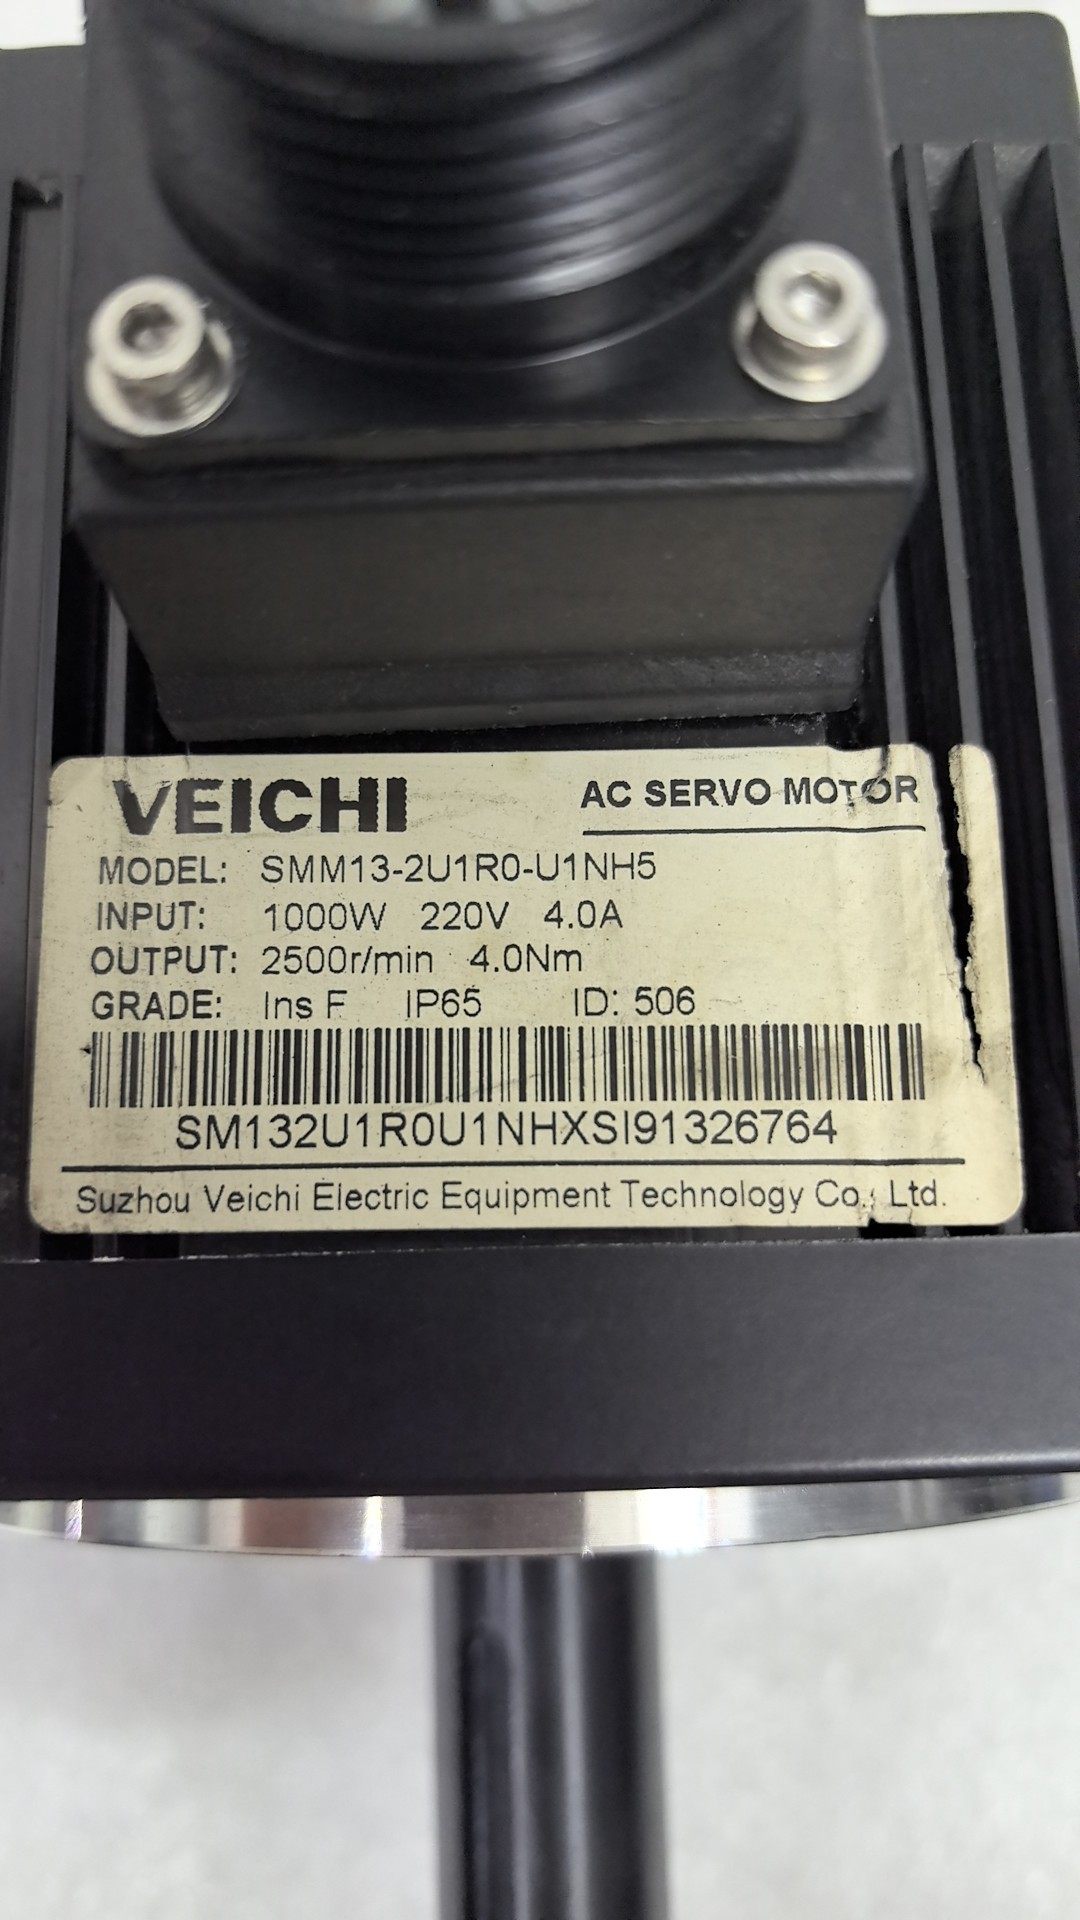 VEICHI AC SERVO MOTOR
MODEL: SMM13-2U1R0-U1NH5
INPUT: 1000W 220V 4.0A
OUTPUT: 2500r/min 4.0Nm
GRADE: Ins F IP65 ID: 506
SM132U1R0U1NHXSI91326764
Suzhou Veichi Electric Equipment Technology Co., Ltd.